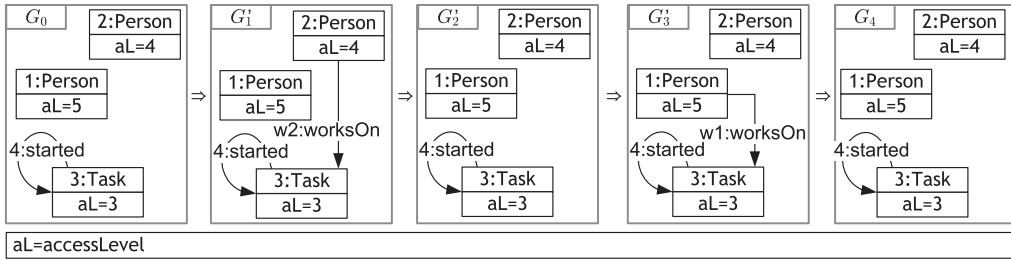 G0
2:Person
aL=4
1:Person
aL=5
4:started
3:Task
aL=3
⇒
G'1
2:Person
aL=4
1:Person
aL=5
w2:worksOn
4:started
3:Task
aL=3
⇒
G'2
2:Person
aL=4
1:Person
aL=5
4:started
3:Task
aL=3
⇒
G'3
2:Person
aL=4
1:Person
aL=5
w1:worksOn
4:started
3:Task
aL=3
⇒
G4
2:Person
aL=4
1:Person
aL=5
4:started
3:Task
aL=3
aL=accessLevel